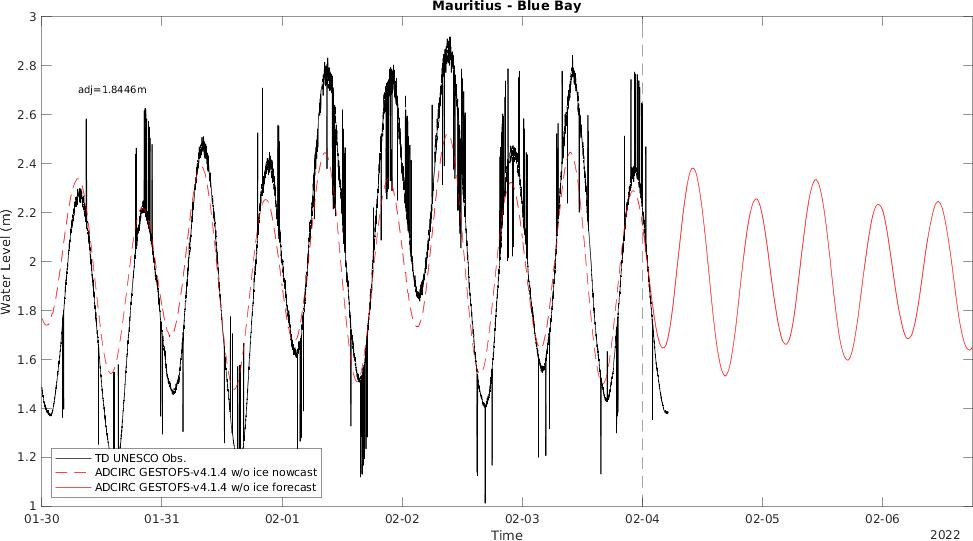 Mauritius - Blue Bay
3
2.8
2.6
2.4
2.2
2
1.8
1.6
1.4
1.2
1
Water Level (m)
adj=1.8446m
TD UNESCO Obs.
ADCIRC GESTOFS-v4.1.4 w/o ice nowcast
ADCIRC GESTOFS-v4.1.4 w/o ice forecast
01-30 01-31 02-01 02-02 02-03 02-04 02-05 02-06
Time
2022